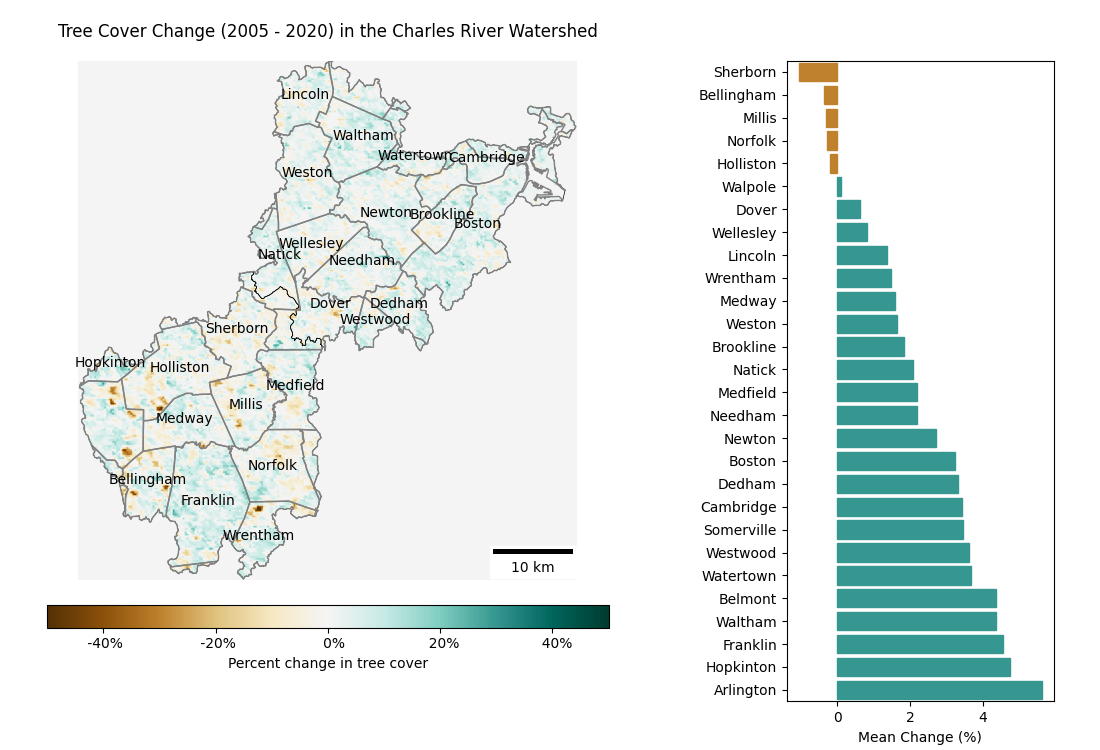 Tree Cover Change (2005 - 2020) in the Charles River Watershed
Lincoln
Waltham
Watertown
Cambridge
Weston
Newton
Brookline
Boston
Wellesley
Natick
Needham
Dover
Dedham
Westwood
Sherborn
Hopkinton
Holliston
Medfield
Millis
Medway
Norfolk
Bellingham
Franklin
Wrentham
10 km
-40%
-20%
0%
20%
40%
Percent change in tree cover
Sherborn
Bellingham
Millis
Norfolk
Holliston
Walpole
Dover
Wellesley
Lincoln
Wrentham
Medway
Weston
Brookline
Natick
Medfield
Needham
Newton
Boston
Dedham
Cambridge
Somerville
Westwood
Watertown
Belmont
Waltham
Franklin
Hopkinton
Arlington
0
2
4
Mean Change (%)